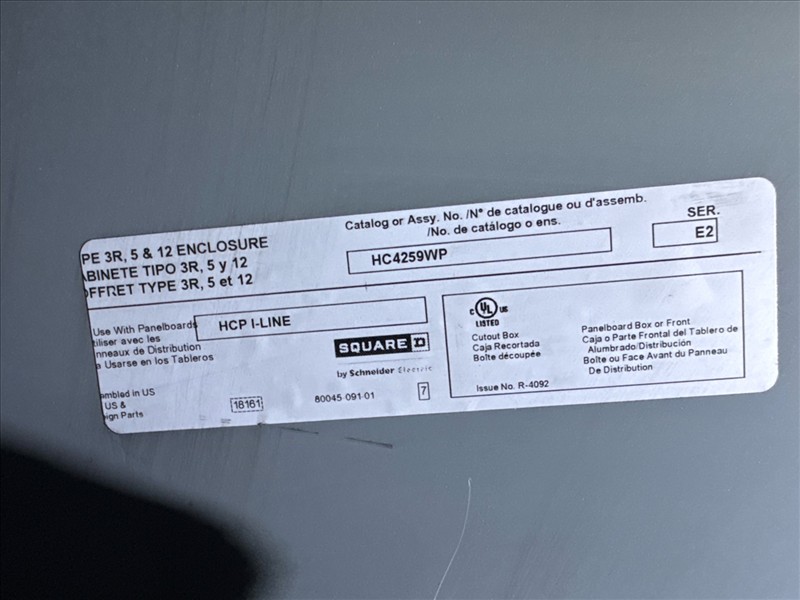 PE 3R, 5 & 12 ENCLOSURE
ABINETE TIPO 3R, 5 y 12
OFFRET TYPE 3R, 5 et 12
Catalog or Assy. No. /N° de catalogue ou d'assemb.
/No. de catálogo o ens.
HC4259WP
SER.
E2
Use With Panelboards
tiliser avec les
nneaux de Distribution
a Usarse en los Tableros
HCP I-LINE
SQUARE D
by Schneider Electric
ambled in US
US &
ign Parts
18161
80045-091-01
7
C UL US
LISTED
Cutout Box
Caja Recortada
Boîte découpée
Panelboard Box or Front
Caja o Parte Frontal del Tablero de
Alumbrado/Distribución
Boîte ou Face Avant du Panneau
De Distribution
Issue No. R-4092